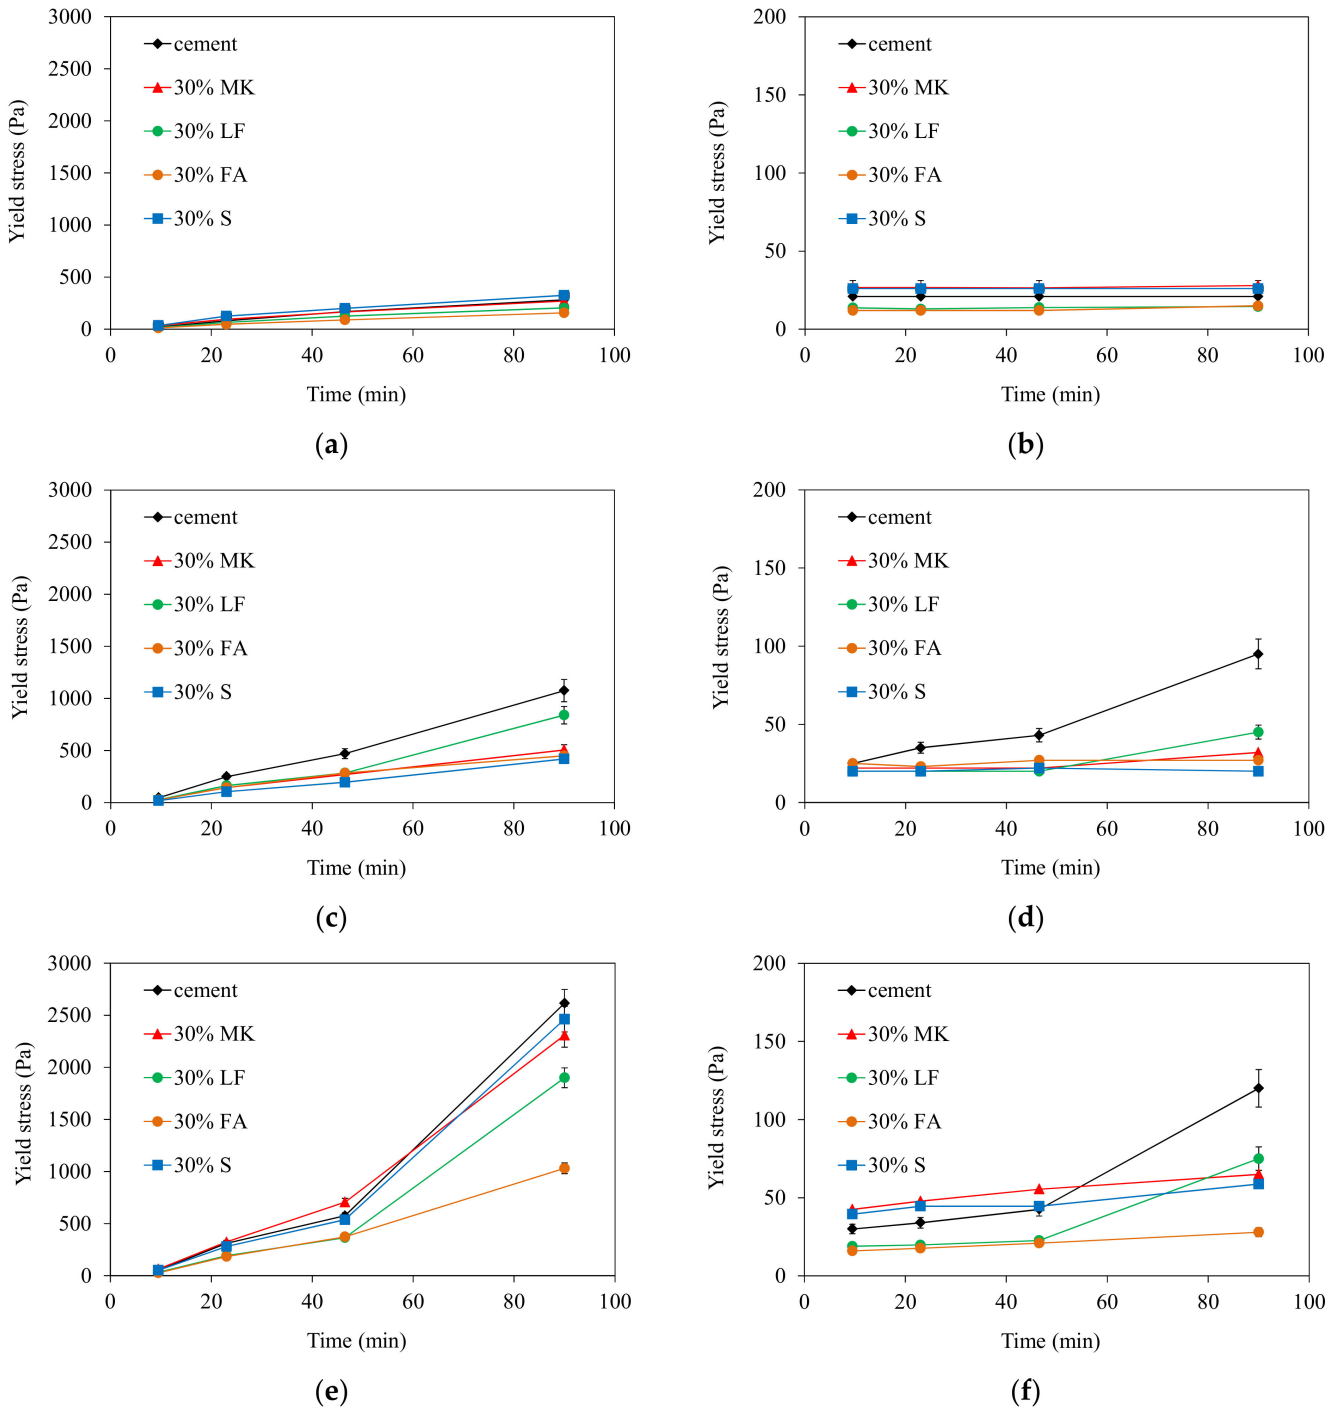 3000
2500
2000
1500
1000
500
0
0 20 40 60 80 100
Yield stress (Pa)
Time (min)
cement
30% MK
30% LF
30% FA
30% S
(a)
200
150
100
50
0
0 20 40 60 80 100
Yield stress (Pa)
Time (min)
cement
30% MK
30% LF
30% FA
30% S
(b)
3000
2500
2000
1500
1000
500
0
0 20 40 60 80 100
Yield stress (Pa)
Time (min)
cement
30% MK
30% LF
30% FA
30% S
(c)
200
150
100
50
0
0 20 40 60 80 100
Yield stress (Pa)
Time (min)
cement
30% MK
30% LF
30% FA
30% S
(d)
3000
2500
2000
1500
1000
500
0
0 20 40 60 80 100
Yield stress (Pa)
Time (min)
cement
30% MK
30% LF
30% FA
30% S
(e)
200
150
100
50
0
0 20 40 60 80 100
Yield stress (Pa)
Time (min)
cement
30% MK
30% LF
30% FA
30% S
(f)